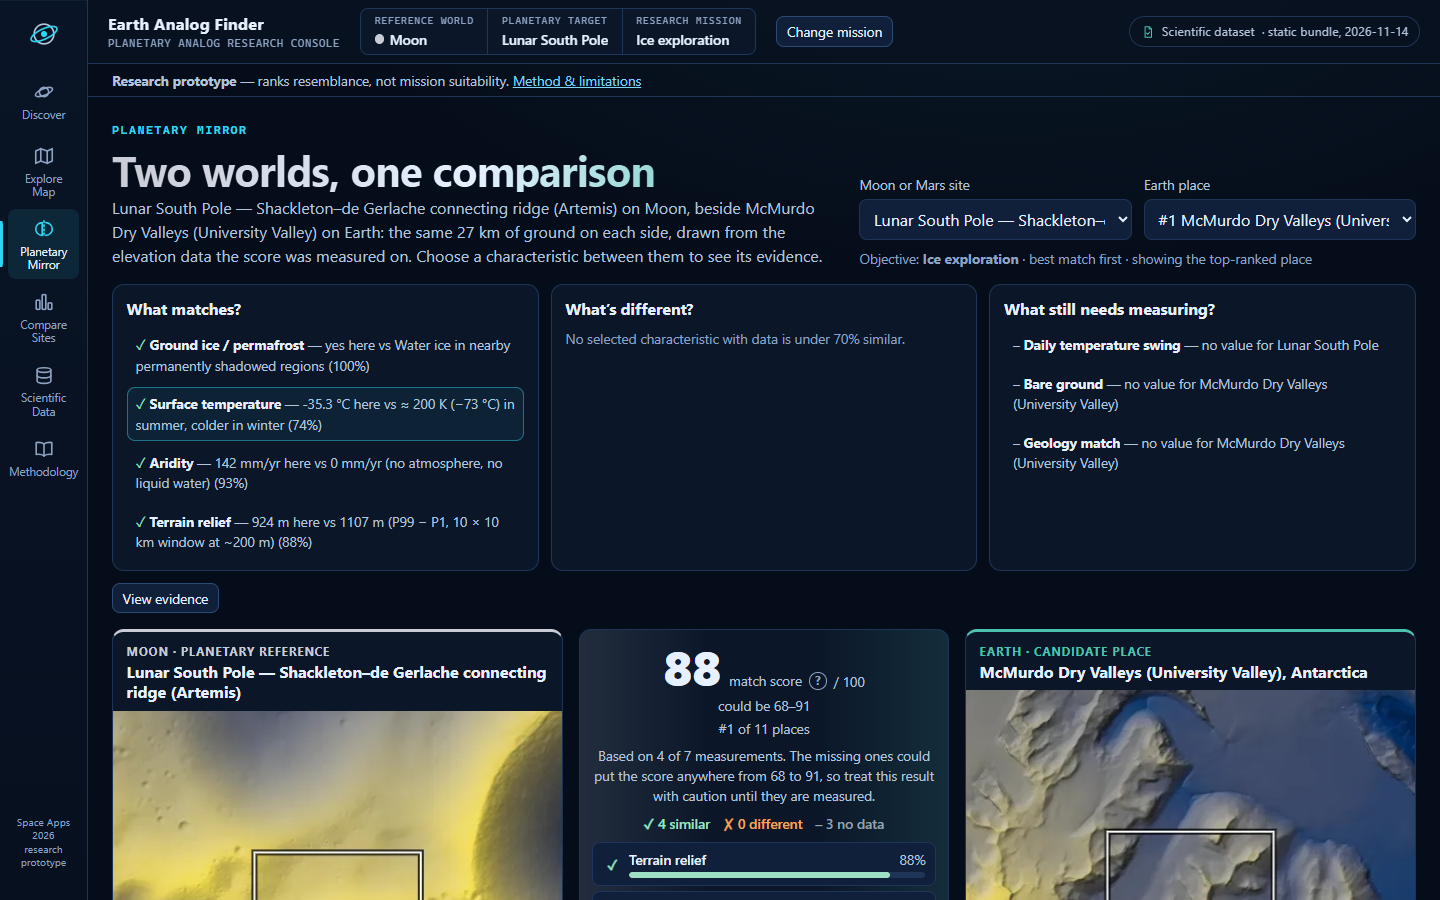 Earth Analog Finder
PLANETARY ANALOG RESEARCH CONSOLE
REFERENCE WORLD
Moon
PLANETARY TARGET
Lunar South Pole
RESEARCH MISSION
Ice exploration
Change mission
Scientific dataset · static bundle, 2026-11-14
Research prototype — ranks resemblance, not mission suitability. Method & limitations
Discover
Explore
Map
Planetary
Mirror
Compare
Sites
Scientific
Data
Methodology
Space Apps
2026
research
prototype
PLANETARY MIRROR
Two worlds, one comparison
Lunar South Pole — Shackleton–de Gerlache connecting ridge (Artemis) on Moon, beside McMurdo
Dry Valleys (University Valley) on Earth: the same 27 km of ground on each side, drawn from the
elevation data the score was measured on. Choose a characteristic between them to see its evidence.
Moon or Mars site
Lunar South Pole — Shackleton–
Earth place
#1 McMurdo Dry Valleys (Univers
Objective: Ice exploration · best match first · showing the top-ranked place
What matches?
✓ Ground ice / permafrost — yes here vs Water ice in nearby
permanently shadowed regions (100%)
✓ Surface temperature — -35.3 °C here vs ≈ 200 K (−73 °C) in
summer, colder in winter (74%)
✓ Aridity — 142 mm/yr here vs 0 mm/yr (no atmosphere, no
liquid water) (93%)
✓ Terrain relief — 924 m here vs 1107 m (P99 − P1, 10 × 10
km window at ~200 m) (88%)
What's different?
No selected characteristic with data is under 70% similar.
What still needs measuring?
– Daily temperature swing — no value for Lunar South Pole
– Bare ground — no value for McMurdo Dry Valleys
(University Valley)
– Geology match — no value for McMurdo Dry Valleys
(University Valley)
View evidence
MOON · PLANETARY REFERENCE
Lunar South Pole — Shackleton–de Gerlache connecting
ridge (Artemis)
88 match score ? / 100
could be 68–91
#1 of 11 places
Based on 4 of 7 measurements. The missing ones could
put the score anywhere from 68 to 91, so treat this result
with caution until they are measured.
✓ 4 similar ✗ 0 different – 3 no data
✓ Terrain relief 88%
EARTH · CANDIDATE PLACE
McMurdo Dry Valleys (University Valley), Antarctica